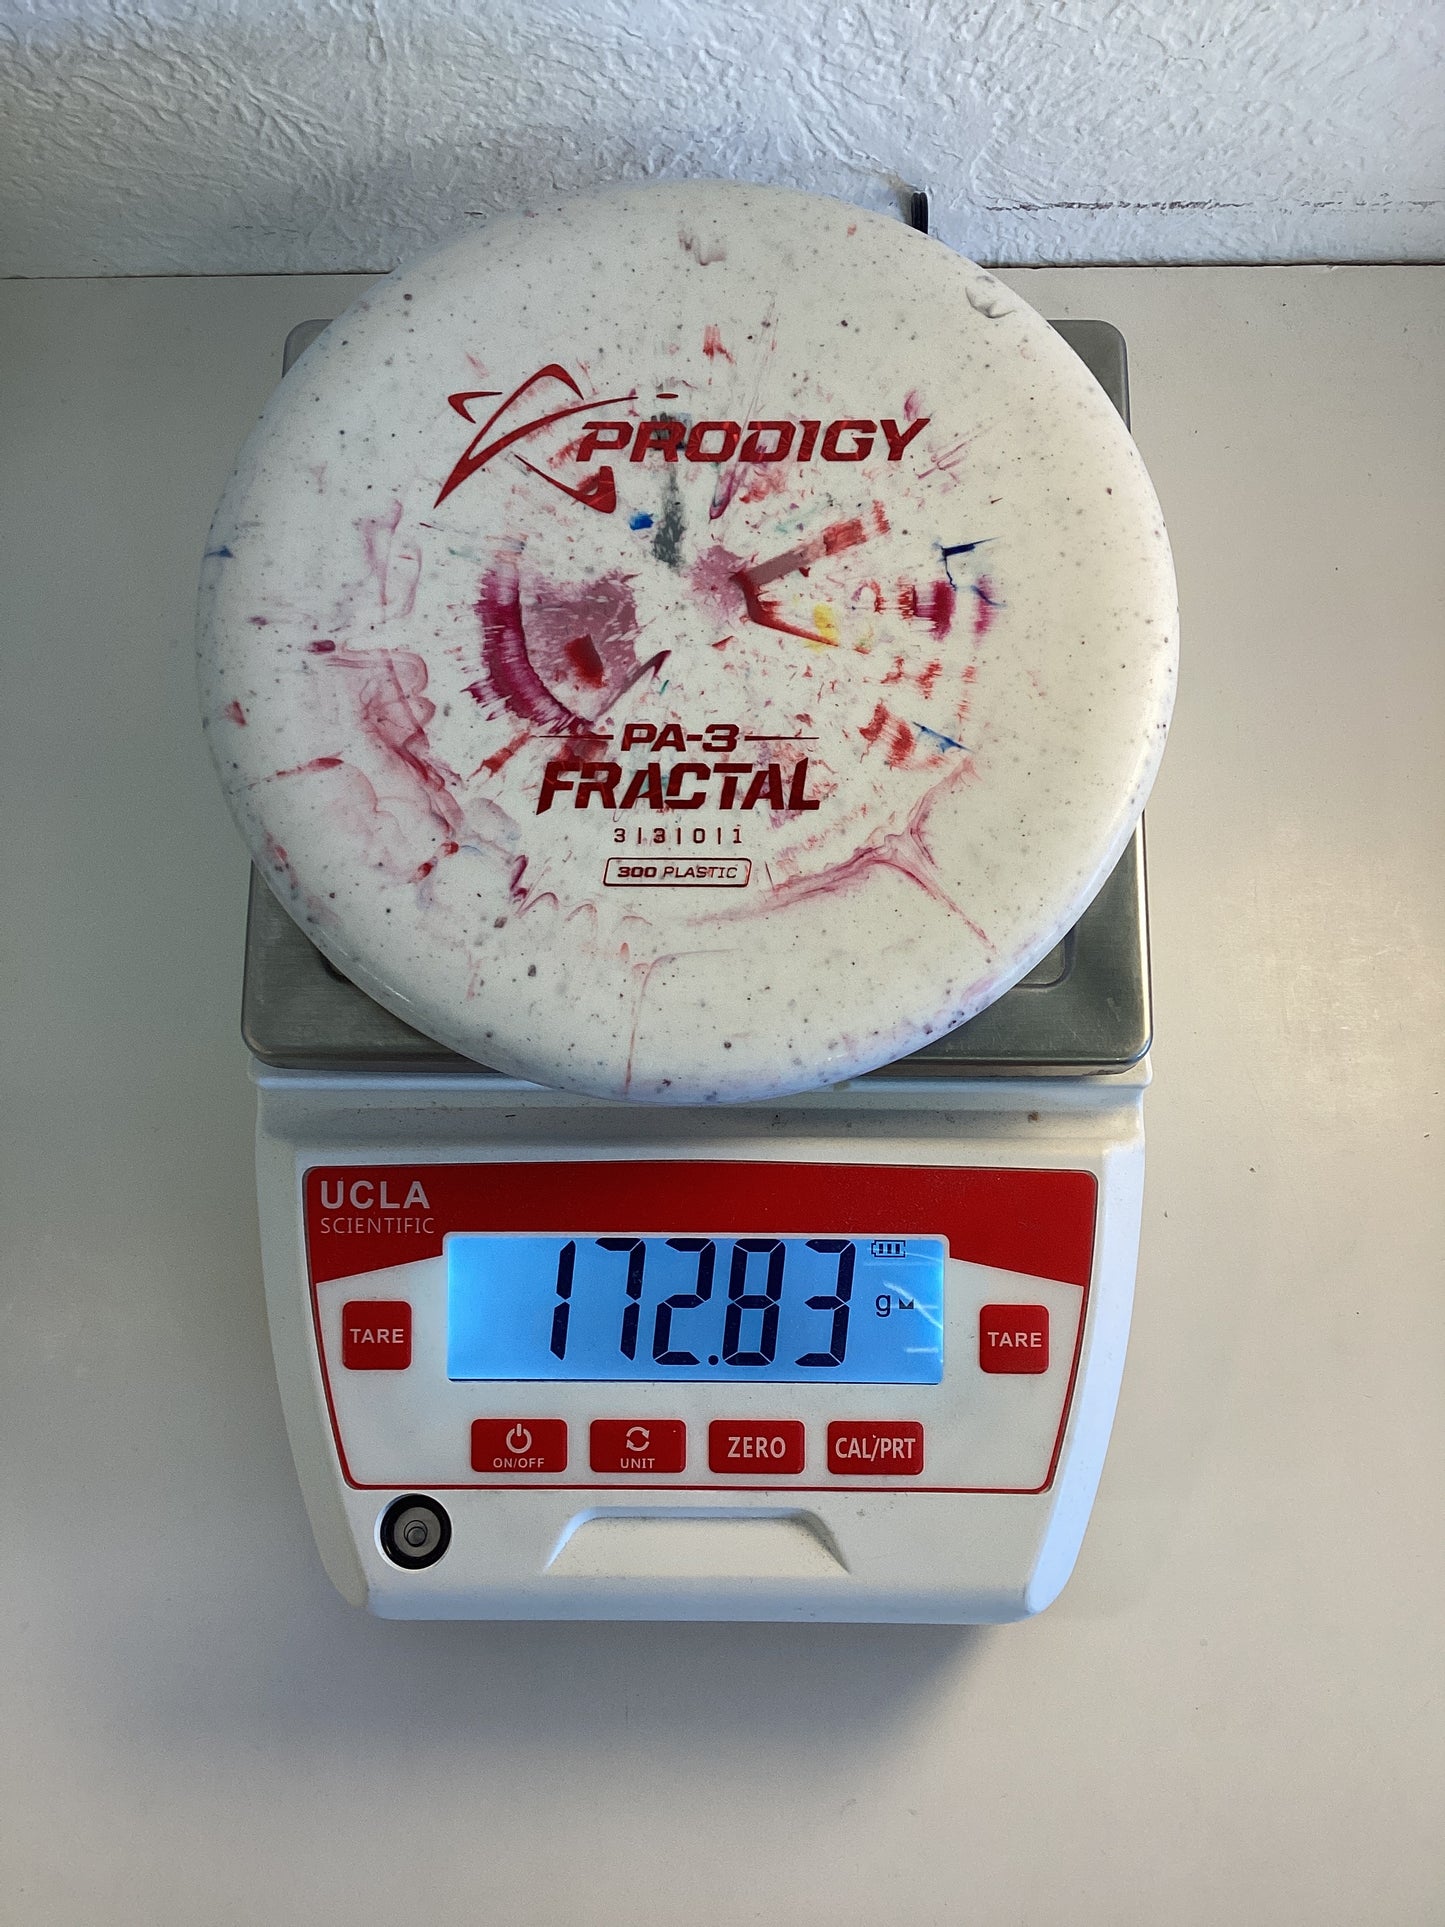 PRODIGY
PA-3
FRACTAL
3 | 3 | 0 | 1
300 PLASTIC
UCLA
SCIENTIFIC
172.83 g
TARE
TARE
ON/OFF
UNIT
ZERO
CAL/PRT